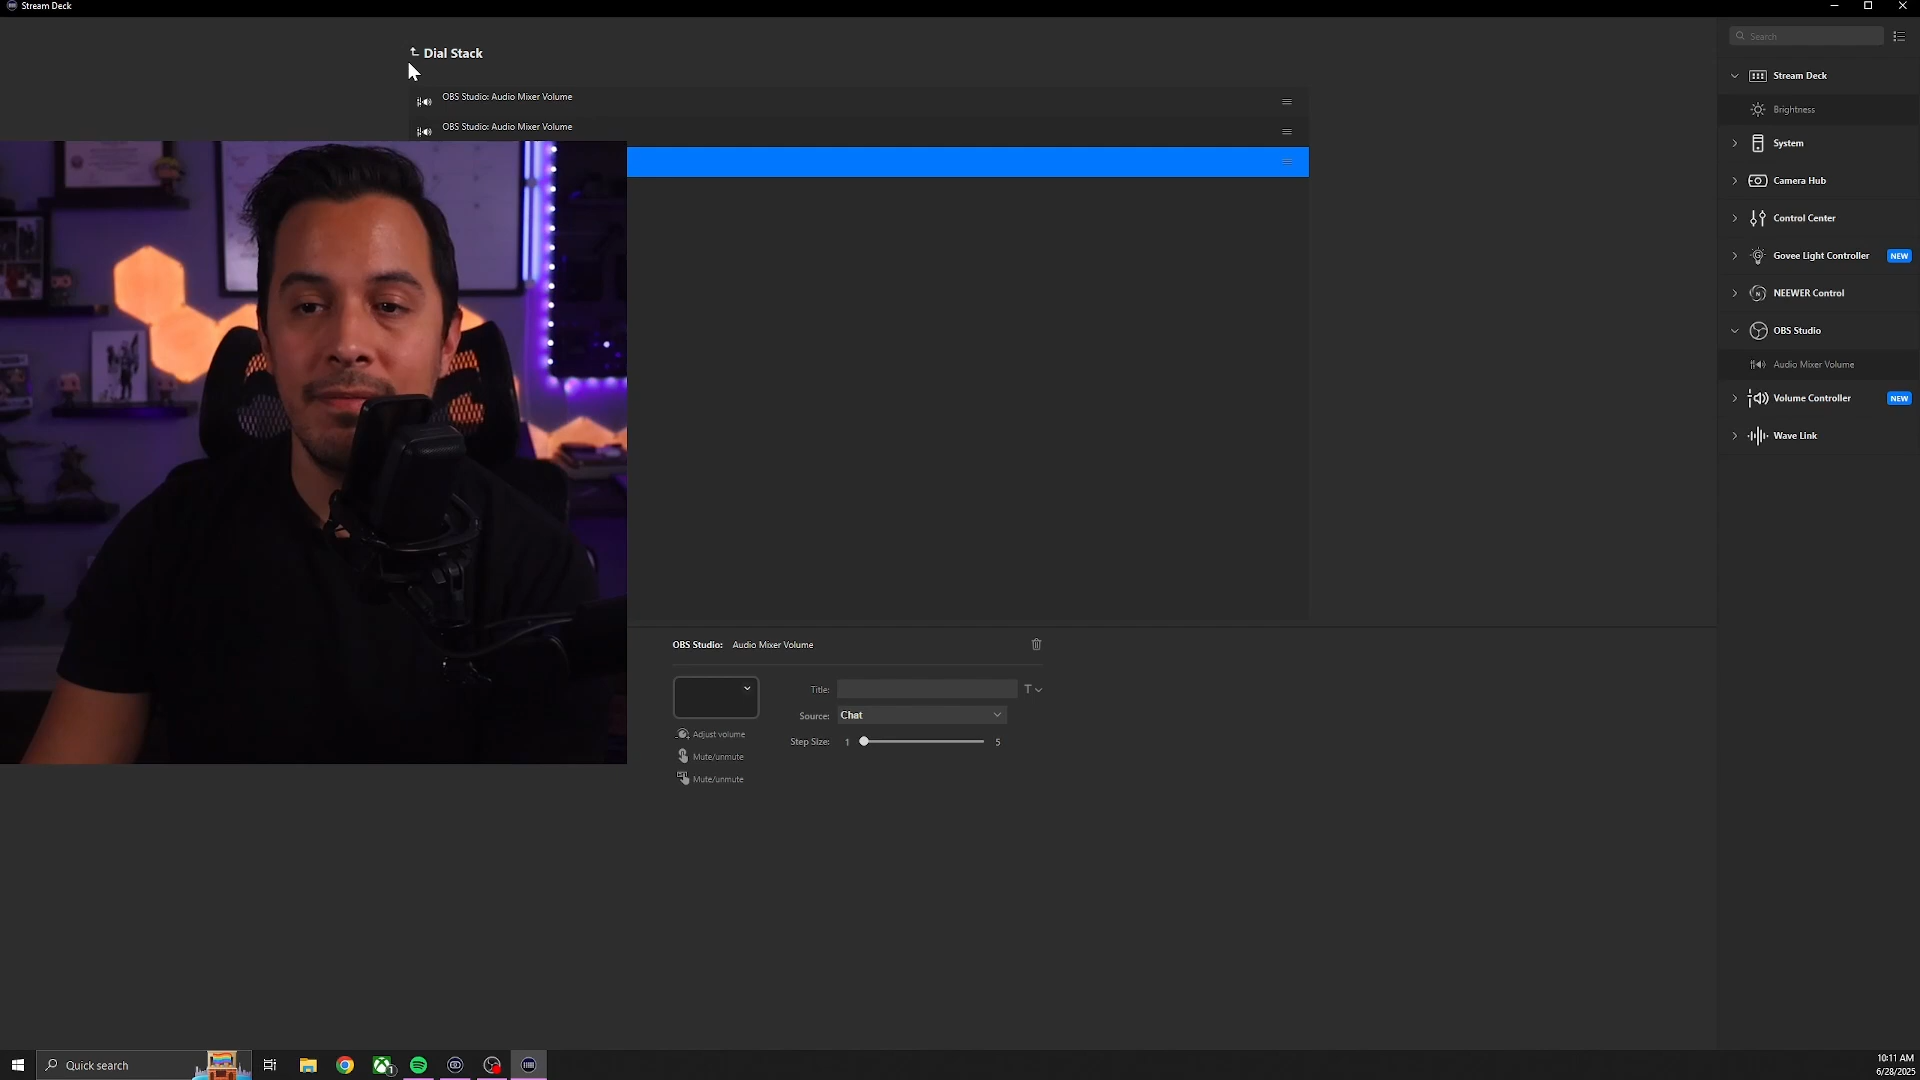 Stream Deck
Dial Stack
OBS Studio: Audio Mixer Volume
OBS Studio: Audio Mixer Volume
Search
Stream Deck
Brightness
System
Camera Hub
Control Center
Govee Light Controller NEW
NEEWER Control
OBS Studio
Audio Mixer Volume
Volume Controller NEW
Wave Link
OBS Studio: Audio Mixer Volume
Title: T
Source: Chat
Step Size: 1 5
Adjust volume
Mute/unmute
Mute/unmute
Quick search
1
10:11 AM
6/28/2025